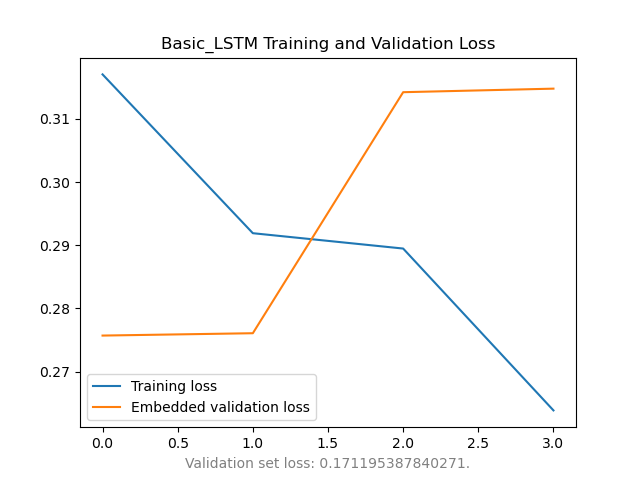 Basic_LSTM Training and Validation Loss
0.31
0.30
0.29
0.28
0.27
Training loss
Embedded validation loss
0.0 0.5 1.0 1.5 2.0 2.5 3.0
Validation set loss: 0.171195387840271.